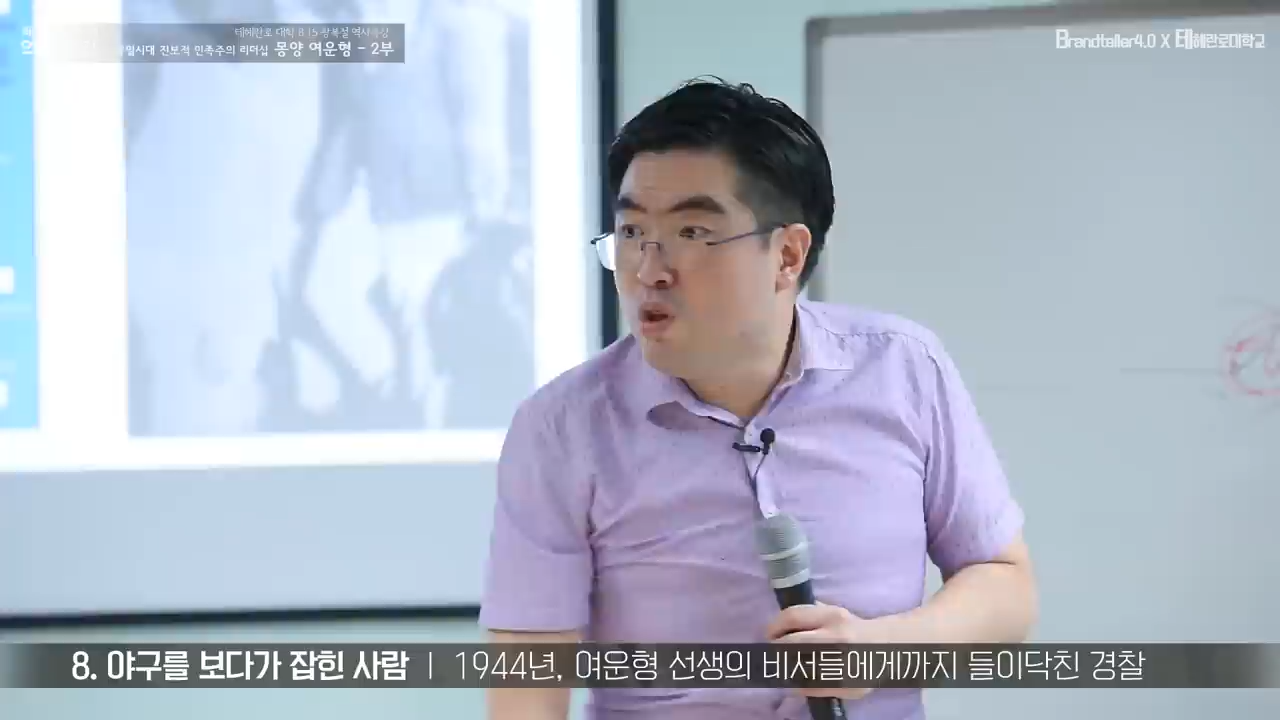 테헤란로 대학 8.15 광복절 역사특강
일시대 진보적 민족주의 리더십 몽양 여운형 - 2부
Brandteller4.0 X 테헤란로대학교
8. 야구를 보다가 잡힌 사람 | 1944년, 여운형 선생의 비서들에게까지 들이닥친 경찰